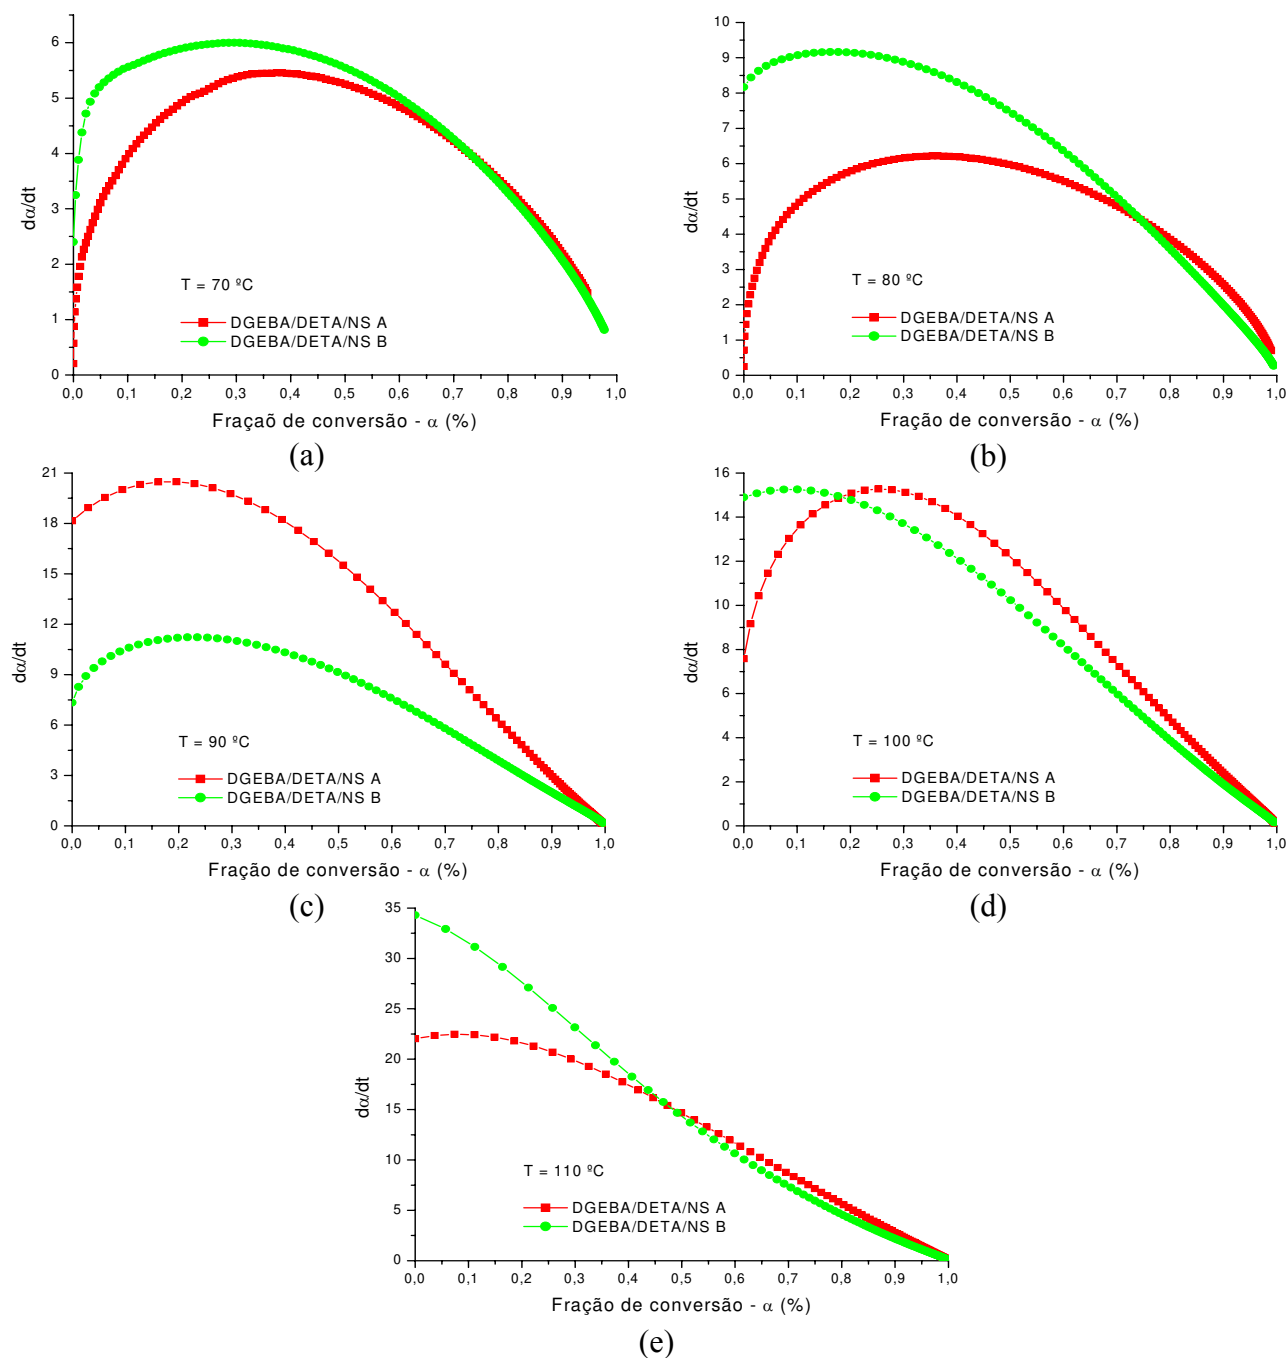 6
5
4
3
2
1
0
dα/dt
T = 70 ºC
DGEBA/DETA/NS A
DGEBA/DETA/NS B
0,0 0,1 0,2 0,3 0,4 0,5 0,6 0,7 0,8 0,9 1,0
Fraçaõ de conversão - α (%)
(a)
10
9
8
7
6
5
4
3
2
1
0
dα/dt
T = 80 ºC
DGEBA/DETA/NS A
DGEBA/DETA/NS B
0,0 0,1 0,2 0,3 0,4 0,5 0,6 0,7 0,8 0,9 1,0
Fração de conversão - α (%)
(b)
21
18
15
12
9
6
3
0
dα/dt
T = 90 ºC
DGEBA/DETA/NS A
DGEBA/DETA/NS B
0,0 0,1 0,2 0,3 0,4 0,5 0,6 0,7 0,8 0,9 1,0
Fração de conversão - α (%)
(c)
16
14
12
10
8
6
4
2
0
dα/dt
T = 100 ºC
DGEBA/DETA/NS A
DGEBA/DETA/NS B
0,0 0,1 0,2 0,3 0,4 0,5 0,6 0,7 0,8 0,9 1,0
Fração de conversão - α (%)
(d)
35
30
25
20
15
10
5
0
dα/dt
T = 110 ºC
DGEBA/DETA/NS A
DGEBA/DETA/NS B
0,0 0,1 0,2 0,3 0,4 0,5 0,6 0,7 0,8 0,9 1,0
Fração de conversão - α (%)
(e)